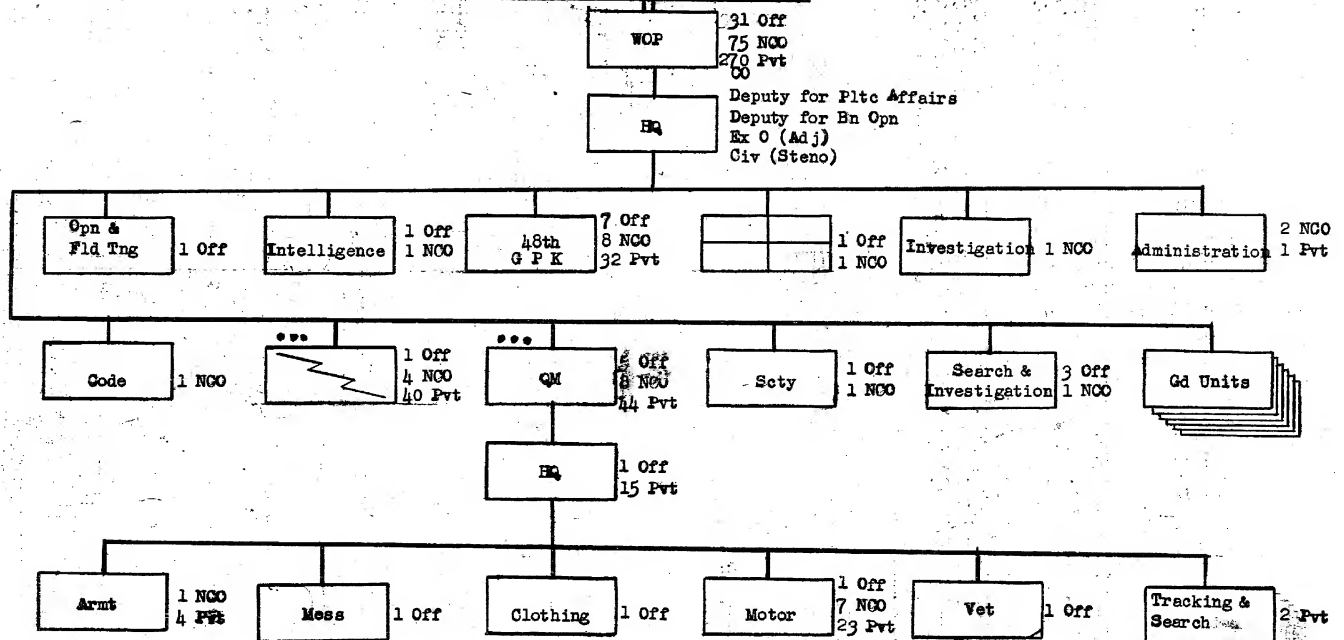 WOP
31 Off
75 NCO
270 Pvt
CO
HQ
Deputy for Pltc Affairs
Deputy for Bn Opn
Ex O (Adj)
Civ (Steno)
Opn &
Fld Tng
1 Off
Intelligence
1 Off
1 NCO
48th
G P K
7 Off
8 NCO
32 Pvt
1 Off
1 NCO
Investigation
1 NCO
Administration
2 NCO
1 Pvt
Code
1 NCO
1 Off
4 NCO
40 Pvt
QM
Off
8 NCO
44 Pvt
Scty
1 Off
1 NCO
Search &
Investigation
3 Off
1 NCO
Gd Units
HQ
1 Off
15 Pvt
Armt
1 NCO
4 Pvt
Mess
1 Off
Clothing
1 Off
Motor
1 Off
7 NCO
23 Pvt
Vet
1 Off
Tracking &
Search
2 Pvt